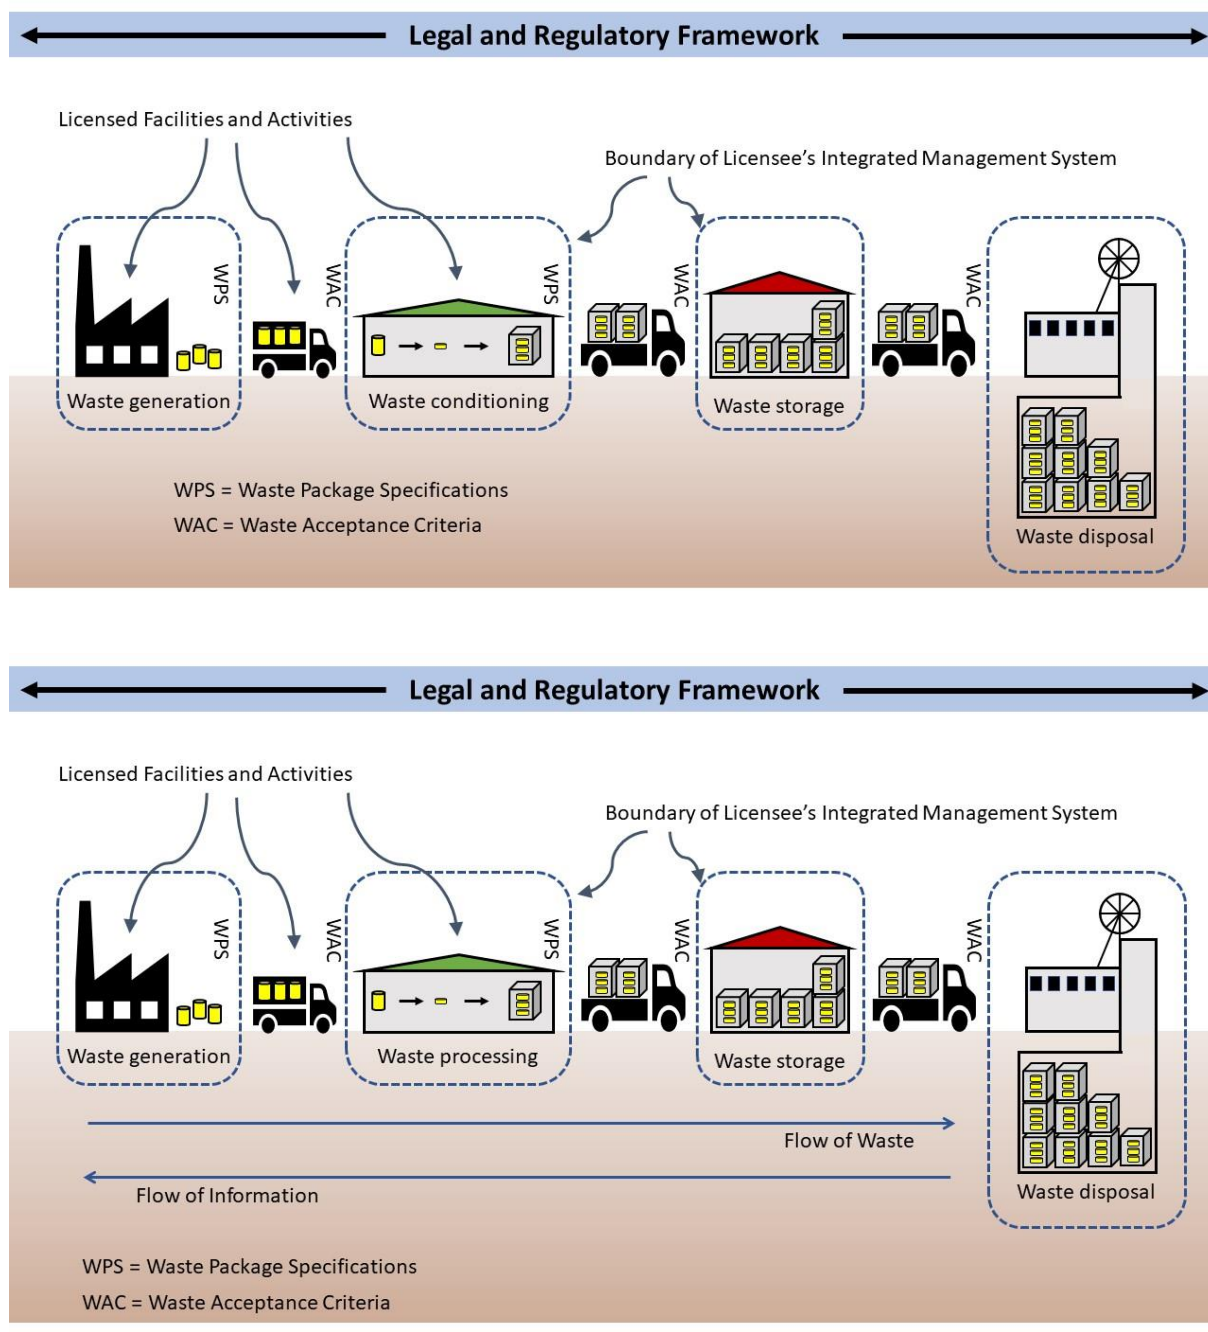 Legal and Regulatory Framework
Licensed Facilities and Activities
Boundary of Licensee's Integrated Management System
WPS
WAC
WPS
WAC
WAC
Waste generation
Waste conditioning
Waste storage
WPS = Waste Package Specifications
WAC = Waste Acceptance Criteria
Waste disposal
Legal and Regulatory Framework
Licensed Facilities and Activities
Boundary of Licensee's Integrated Management System
WPS
WAC
WPS
WAC
WAC
Waste generation
Waste processing
Waste storage
Flow of Waste
Flow of Information
Waste disposal
WPS = Waste Package Specifications
WAC = Waste Acceptance Criteria